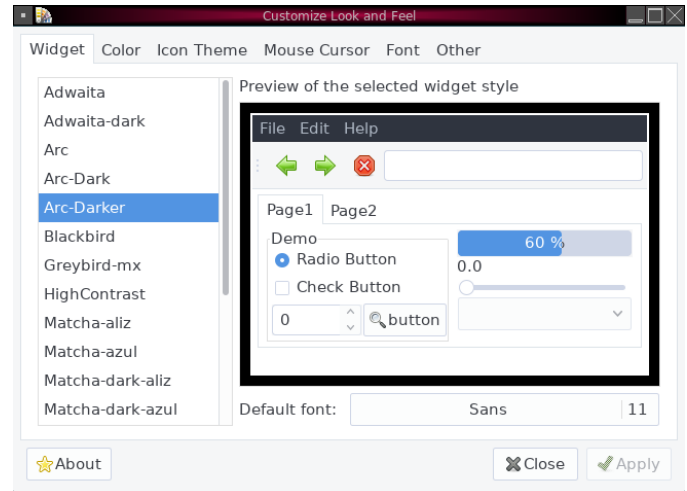 Customize Look and Feel
Widget Color Icon Theme Mouse Cursor Font Other
Adwaita
Adwaita-dark
Arc
Arc-Dark
Arc-Darker
Blackbird
Greybird-mx
HighContrast
Matcha-aliz
Matcha-azul
Matcha-dark-aliz
Matcha-dark-azul
Preview of the selected widget style
File Edit Help
Page1 Page2
Demo
Radio Button
Check Button
0 button
60 %
0.0
Default font: Sans 11
About Close Apply